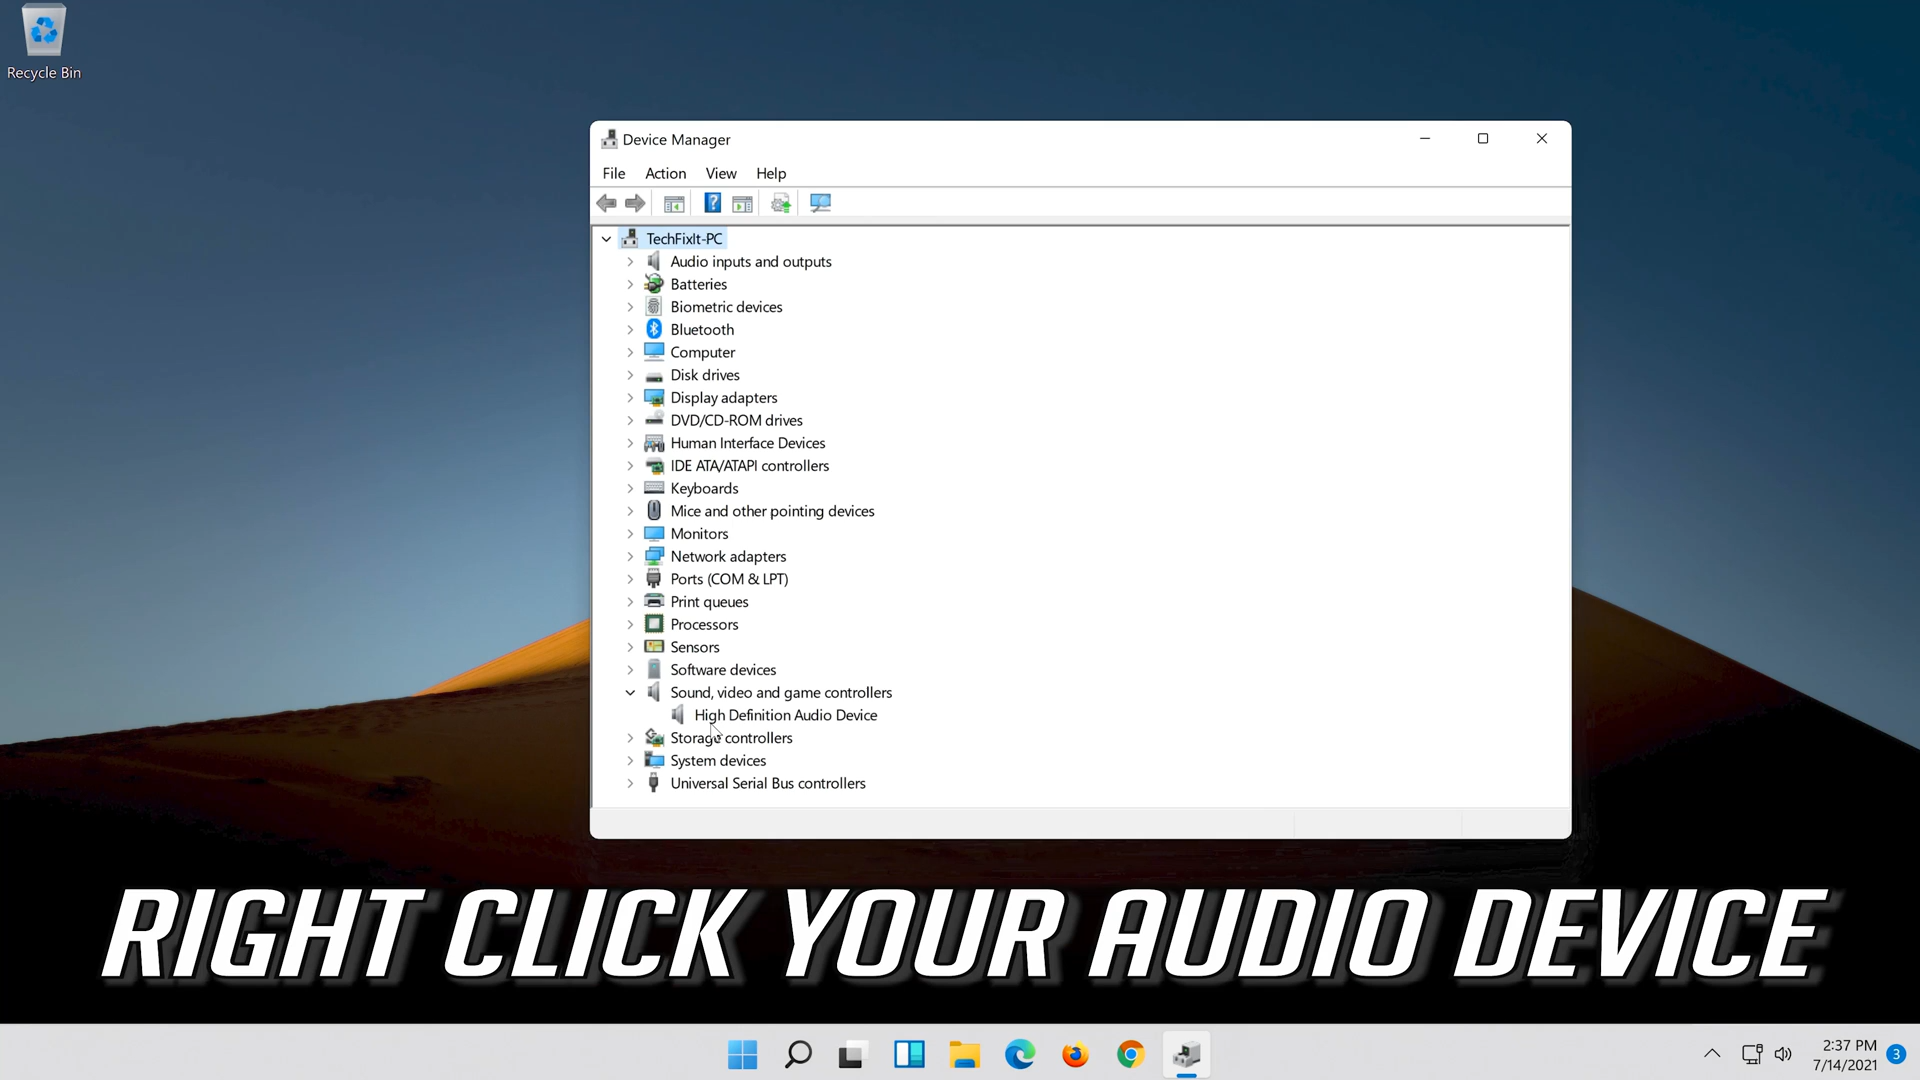 Recycle Bin
Device Manager
File Action View Help
TechFixIt-PC
Audio inputs and outputs
Batteries
Biometric devices
Bluetooth
Computer
Disk drives
Display adapters
DVD/CD-ROM drives
Human Interface Devices
IDE ATA/ATAPI controllers
Keyboards
Mice and other pointing devices
Monitors
Network adapters
Ports (COM & LPT)
Print queues
Processors
Sensors
Software devices
Sound, video and game controllers
High Definition Audio Device
Storage controllers
System devices
Universal Serial Bus controllers
RIGHT CLICK YOUR AUDIO DEVICE
2:37 PM
7/14/2021
3